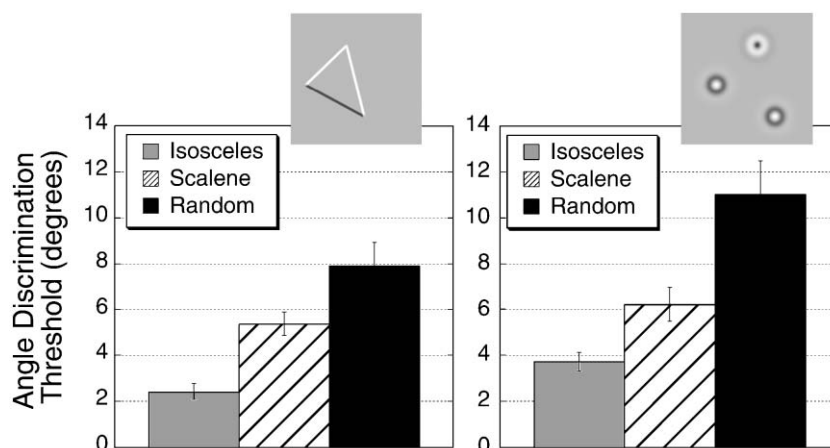 Angle Discrimination
Threshold (degrees)
14
12
10
8
6
4
2
0
Isosceles
Scalene
Random
14
12
10
8
6
4
2
0
Isosceles
Scalene
Random